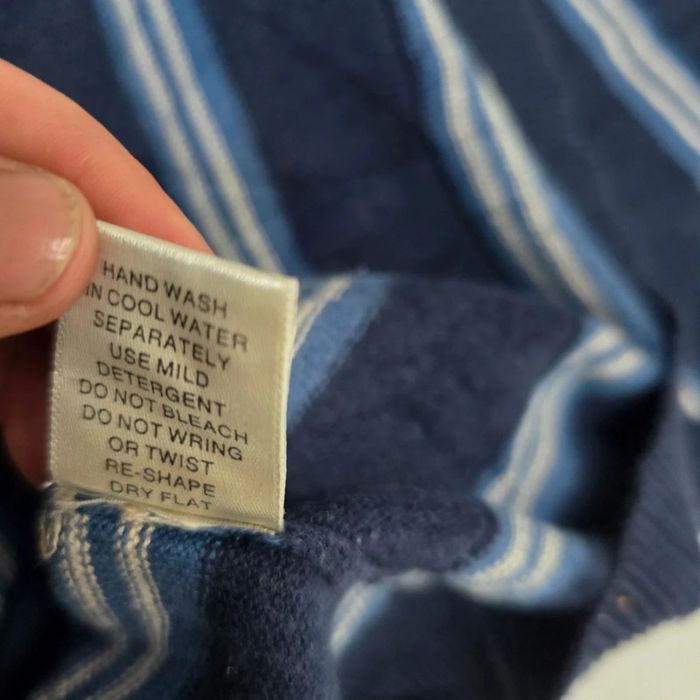 HAND WASH
IN COOL WATER
SEPARATELY
USE MILD
DETERGENT
DO NOT BLEACH
DO NOT WRING
OR TWIST
RE-SHAPE
DRY FLAT